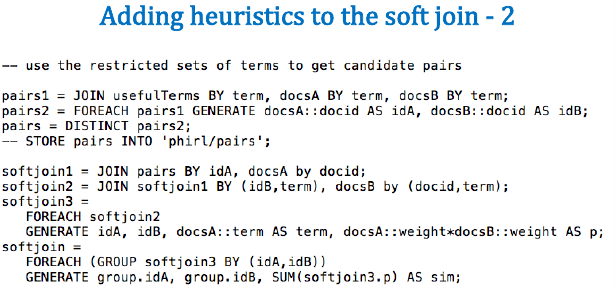 Adding heuristics to the soft join - 2
-- use the restricted sets of terms to get candidate pairs
pairs1 = JOIN usefulTerms BY term, docsA BY term, docsB BY term;
pairs2 = FOREACH pairs1 GENERATE docsA::docid AS idA, docsB::docid AS idB;
pairs = DISTINCT pairs2;
-- STORE pairs INTO 'phirl/pairs';
softjoin1 = JOIN pairs BY idA, docsA by docid;
softjoin2 = JOIN softjoin1 BY (idB,term), docsB by (docid,term);
softjoin3 =
FOREACH softjoin2
GENERATE idA, idB, docsA::term AS term, docsA::weight*docsB::weight AS p;
softjoin =
FOREACH (GROUP softjoin3 BY (idA,idB))
GENERATE group.idA, group.idB, SUM(softjoin3.p) AS sim;